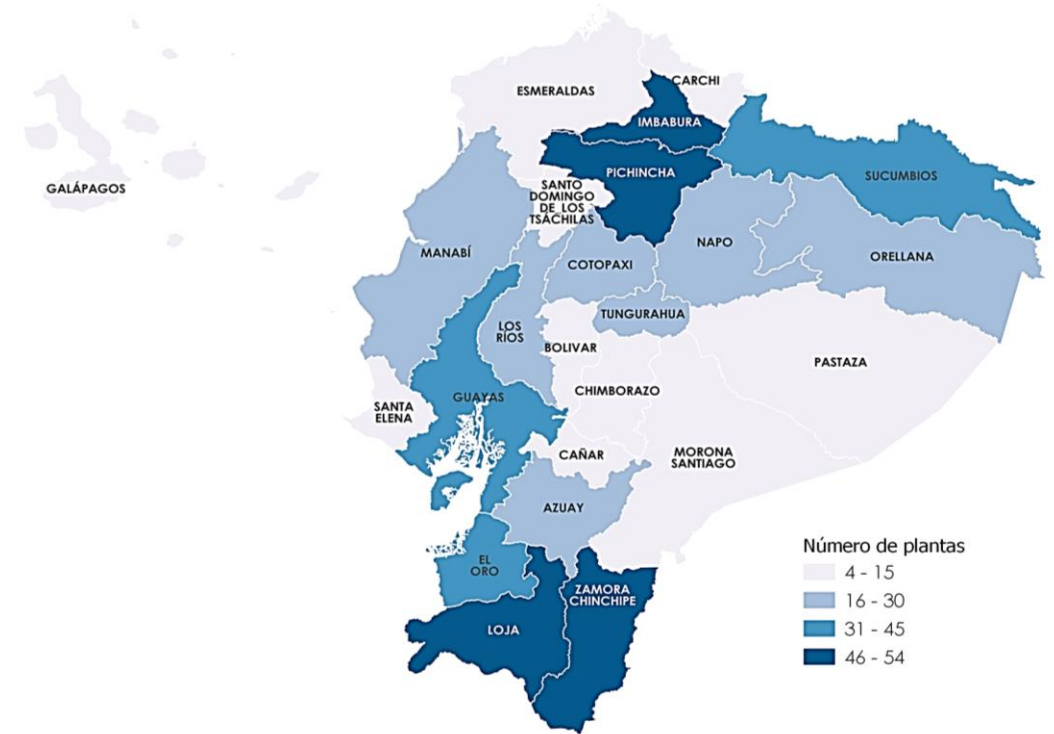 CARCHI
ESMERALDAS
IMBABURA
PICHINCHA
SUCUMBIOS
GALÁPAGOS
SANTO
DOMINGO
DE LOS
TSÁCHILAS
NAPO
MANABÍ
COTOPAXI
ORELLANA
TUNGURAHUA
LOS
RÍOS
BOLIVAR
PASTAZA
CHIMBORAZO
GUAYAS
SANTA
ELENA
CAÑAR
MORONA
SANTIAGO
AZUAY
EL
ORO
ZAMORA
CHINCHIPE
LOJA
Número de plantas
4 - 15
16 - 30
31 - 45
46 - 54